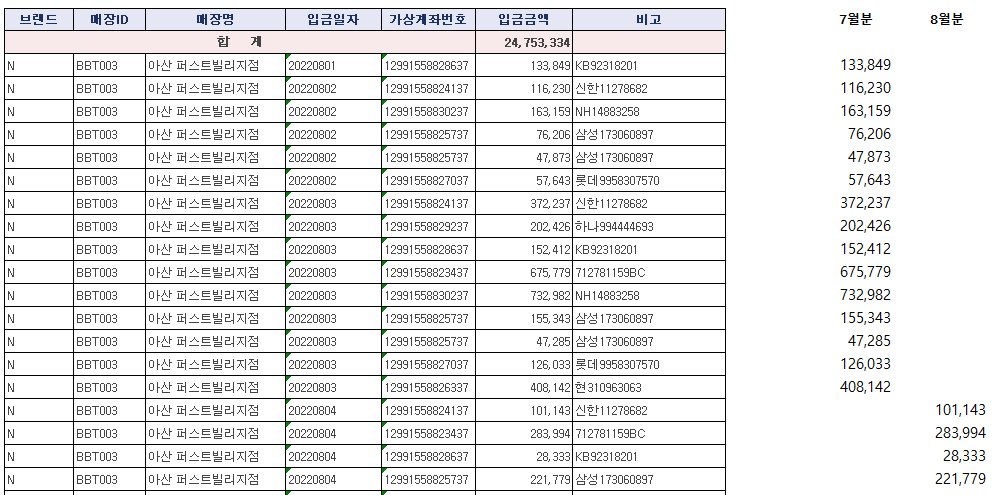 브랜드 매장ID 매장명 입금일자 가상계좌번호 입금금액 비고 7월분 8월분
합 계 24,753,334
N BBT003 아산 퍼스트빌리지점 20220801 12991558828637 133,849 KB92318201 133,849
N BBT003 아산 퍼스트빌리지점 20220802 12991558824137 116,230 신한11278682 116,230
N BBT003 아산 퍼스트빌리지점 20220802 12991558830237 163,159 NH14883258 163,159
N BBT003 아산 퍼스트빌리지점 20220802 12991558825737 76,206 삼성173060897 76,206
N BBT003 아산 퍼스트빌리지점 20220802 12991558825737 47,873 삼성173060897 47,873
N BBT003 아산 퍼스트빌리지점 20220802 12991558827037 57,643 롯데9958307570 57,643
N BBT003 아산 퍼스트빌리지점 20220803 12991558824137 372,237 신한11278682 372,237
N BBT003 아산 퍼스트빌리지점 20220803 12991558829237 202,426 하나994444693 202,426
N BBT003 아산 퍼스트빌리지점 20220803 12991558828637 152,412 KB92318201 152,412
N BBT003 아산 퍼스트빌리지점 20220803 12991558823437 675,779 712781159BC 675,779
N BBT003 아산 퍼스트빌리지점 20220803 12991558830237 732,982 NH14883258 732,982
N BBT003 아산 퍼스트빌리지점 20220803 12991558825737 155,343 삼성173060897 155,343
N BBT003 아산 퍼스트빌리지점 20220803 12991558825737 47,285 삼성173060897 47,285
N BBT003 아산 퍼스트빌리지점 20220803 12991558827037 126,033 롯데9958307570 126,033
N BBT003 아산 퍼스트빌리지점 20220803 12991558826337 408,142 현310963063 408,142
N BBT003 아산 퍼스트빌리지점 20220804 12991558824137 101,143 신한11278682 101,143
N BBT003 아산 퍼스트빌리지점 20220804 12991558823437 283,994 712781159BC 283,994
N BBT003 아산 퍼스트빌리지점 20220804 12991558828637 28,333 KB92318201 28,333
N BBT003 아산 퍼스트빌리지점 20220804 12991558825737 221,779 삼성173060897 221,779